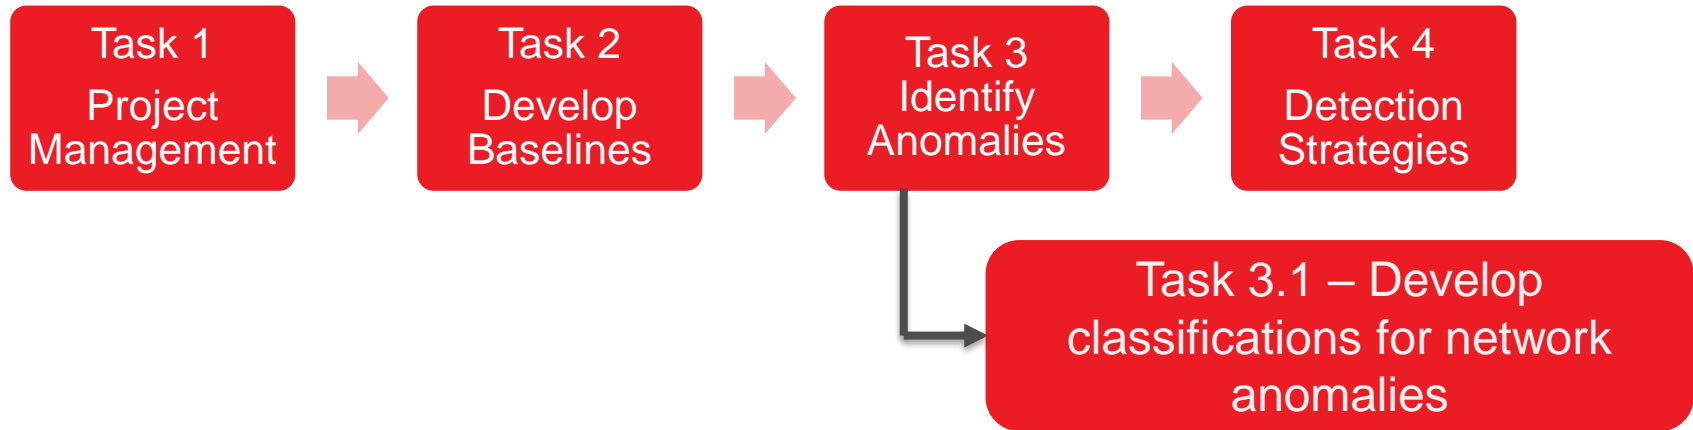 Task 1
Project
Management
Task 2
Develop
Baselines
Task 3
Identify
Anomalies
Task 4
Detection
Strategies
Task 3.1 – Develop
classifications for network
anomalies